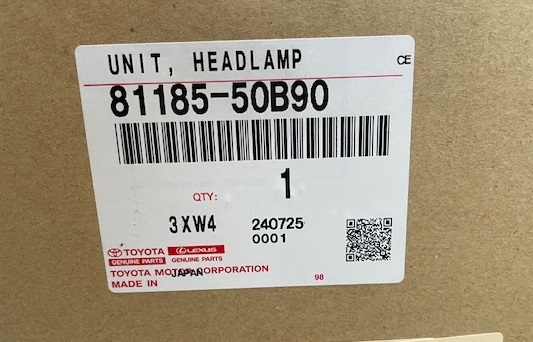 UNIT, HEADLAMP
CE
81185-50B90
QTY: 1
3XW4 240725
0001
TOYOTA LEXUS
GENUINE PARTS GENUINE PARTS
TOYOTA MOTOR CORPORATION
MADE IN JAPAN
98